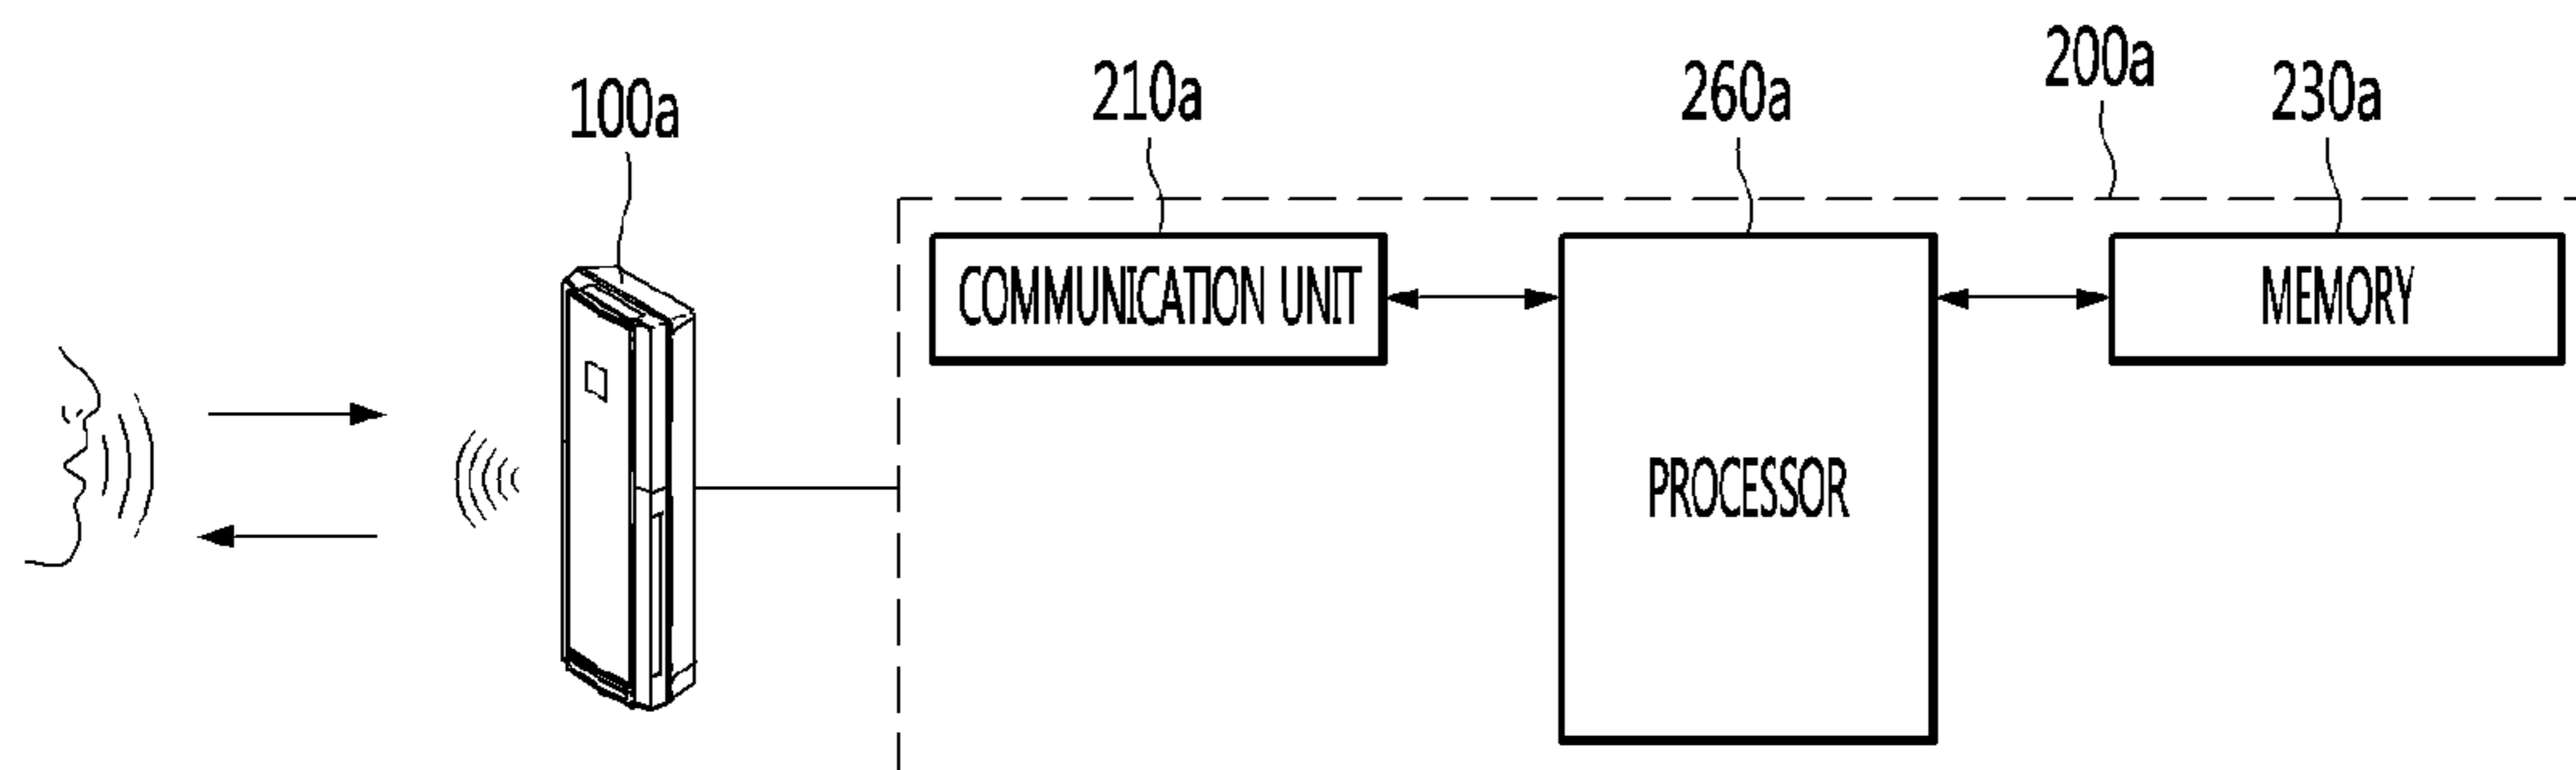 100a
210a
260a
200a
230a
COMMUNICATION UNIT
PROCESSOR
MEMORY